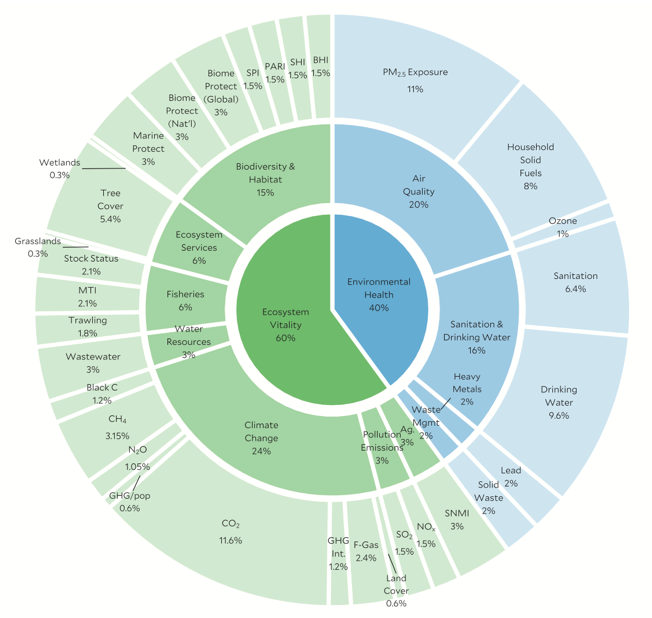 Environmental
Health
40%
Ecosystem
Vitality
60%
Air
Quality
20%
Sanitation &
Drinking Water
16%
Heavy
Metals
2%
Waste
Mgmt
2%
Ag.
3%
Pollution
Emissions
3%
Climate
Change
24%
Water
Resources
3%
Fisheries
6%
Ecosystem
Services
6%
Biodiversity &
Habitat
15%
PM2.5 Exposure
11%
Household
Solid
Fuels
8%
Ozone
1%
Sanitation
6.4%
Drinking
Water
9.6%
Lead
2%
Solid
Waste
2%
SNMI
3%
NOx
1.5%
SO2
1.5%
Land
Cover
0.6%
F-Gas
2.4%
GHG
Int.
1.2%
CO2
11.6%
GHG/pop
0.6%
N2O
1.05%
CH4
3.15%
Black C
1.2%
Wastewater
3%
Trawling
1.8%
MTI
2.1%
Stock Status
2.1%
Grasslands
0.3%
Tree
Cover
5.4%
Wetlands
0.3%
Marine
Protect
3%
Biome
Protect
(Nat'l)
3%
Biome
Protect
(Global)
3%
SPI
1.5%
PARI
1.5%
SHI
1.5%
BHI
1.5%